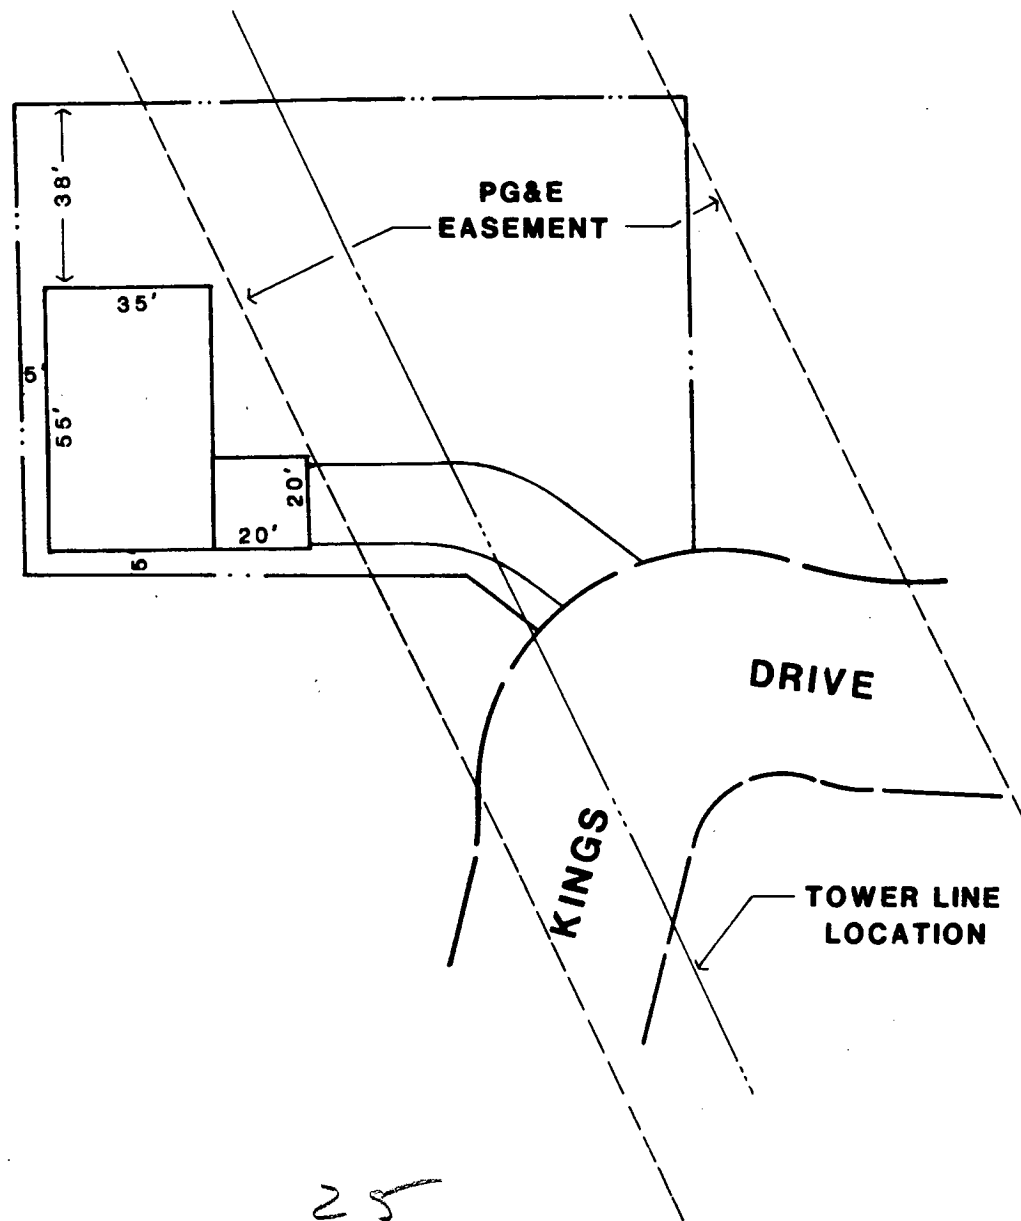 38'
PG&E
EASEMENT
35'
5'
55'
20'
20'
5'
DRIVE
KINGS
TOWER LINE
LOCATION
25